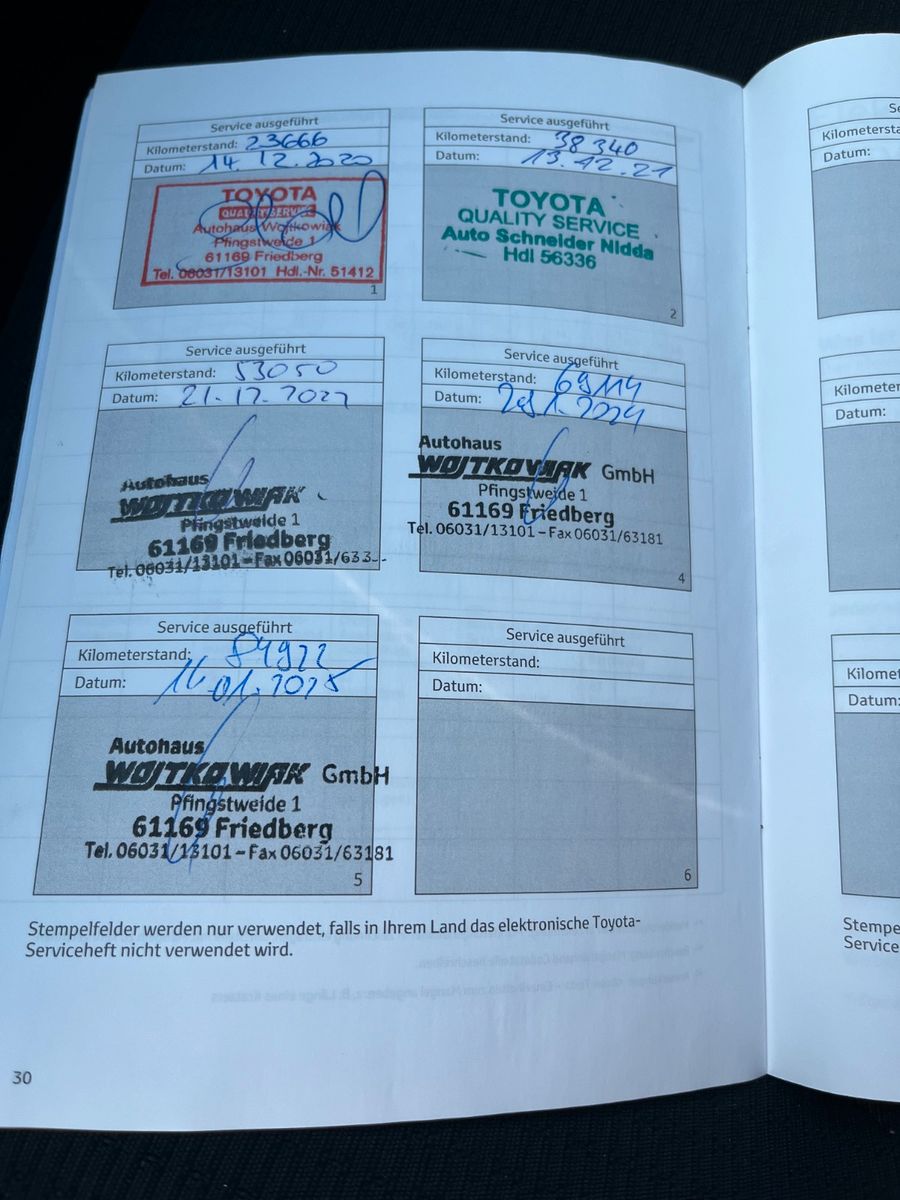 Service ausgeführt
Kilometerstand: 23666
Datum: 14.12.2020
TOYOTA
QUALITY SERVICE
Autohaus Wojtkowiak
Pfingstweide 1
61169 Friedberg
Tel. 06031/13101 Hdl.-Nr. 51412
1
Service ausgeführt
Kilometerstand: 38340
Datum: 13.12.21
TOYOTA
QUALITY SERVICE
Auto Schneider Nidda
Hdl 56336
2
Service ausgeführt
Kilometerstand: 53050
Datum: 21.12.2022
Autohaus
WOJTKOWIAK
Pfingstweide 1
61169 Friedberg
Tel. 06031/13101 – Fax 06031/633
Service ausgeführt
Kilometerstand: 69114
Datum:
Autohaus
WOJTKOWIAK GmbH
Pfingstweide 1
61169 Friedberg
Tel. 06031/13101 – Fax 06031/63181
4
Service ausgeführt
Kilometerstand: 84922
Datum: 14.01.2025
Autohaus
WOJTKOWIAK GmbH
Pfingstweide 1
61169 Friedberg
Tel. 06031/13101 – Fax 06031/63181
5
Service ausgeführt
Kilometerstand:
Datum:
6
Stempelfelder werden nur verwendet, falls in Ihrem Land das elektronische Toyota-
Serviceheft nicht verwendet wird.
30
Datum:
Datum:
Datum:
Service